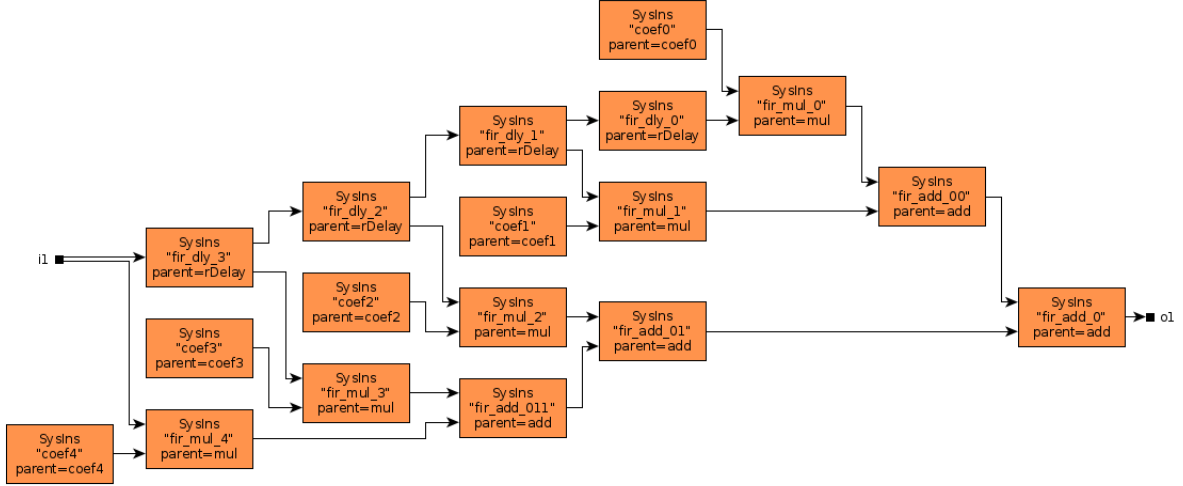 SysIns
"coef0"
parent=coef0
SysIns
"fir_mul_0"
parent=mul
SysIns
"fir_dly_0"
parent=rDelay
SysIns
"fir_dly_1"
parent=rDelay
SysIns
"fir_add_00"
parent=add
SysIns
"fir_dly_2"
parent=rDelay
SysIns
"fir_mul_1"
parent=mul
SysIns
"coef1"
parent=coef1
SysIns
"fir_dly_3"
parent=rDelay
i1
SysIns
"coef2"
parent=coef2
SysIns
"fir_mul_2"
parent=mul
SysIns
"fir_add_01"
parent=add
SysIns
"fir_add_0"
parent=add
o1
SysIns
"coef3"
parent=coef3
SysIns
"fir_mul_3"
parent=mul
SysIns
"fir_add_011"
parent=add
SysIns
"fir_mul_4"
parent=mul
SysIns
"coef4"
parent=coef4